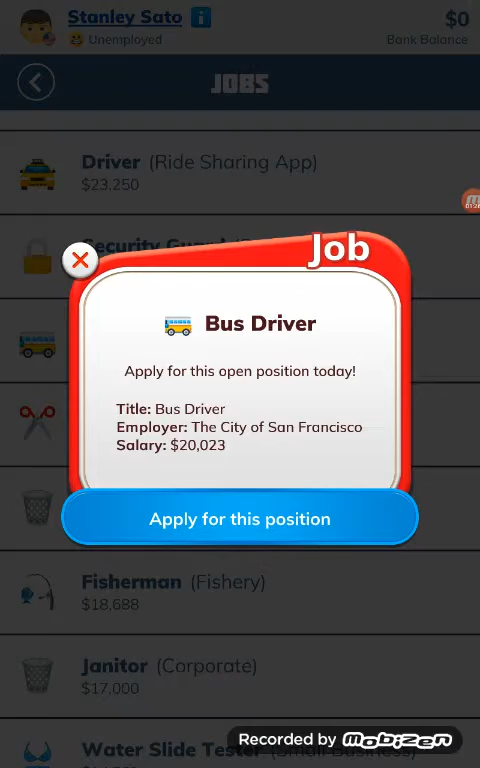 Stanley Sato i
Unemployed
$0
Bank Balance
JOBS
Driver (Ride Sharing App)
$23,250
Job
Bus Driver
Apply for this open position today!
Title: Bus Driver
Employer: The City of San Francisco
Salary: $20,023
Apply for this position
Fisherman (Fishery)
$18,688
Janitor (Corporate)
$17,000
Recorded by mobizen
Water Slide Tester (Small Business)